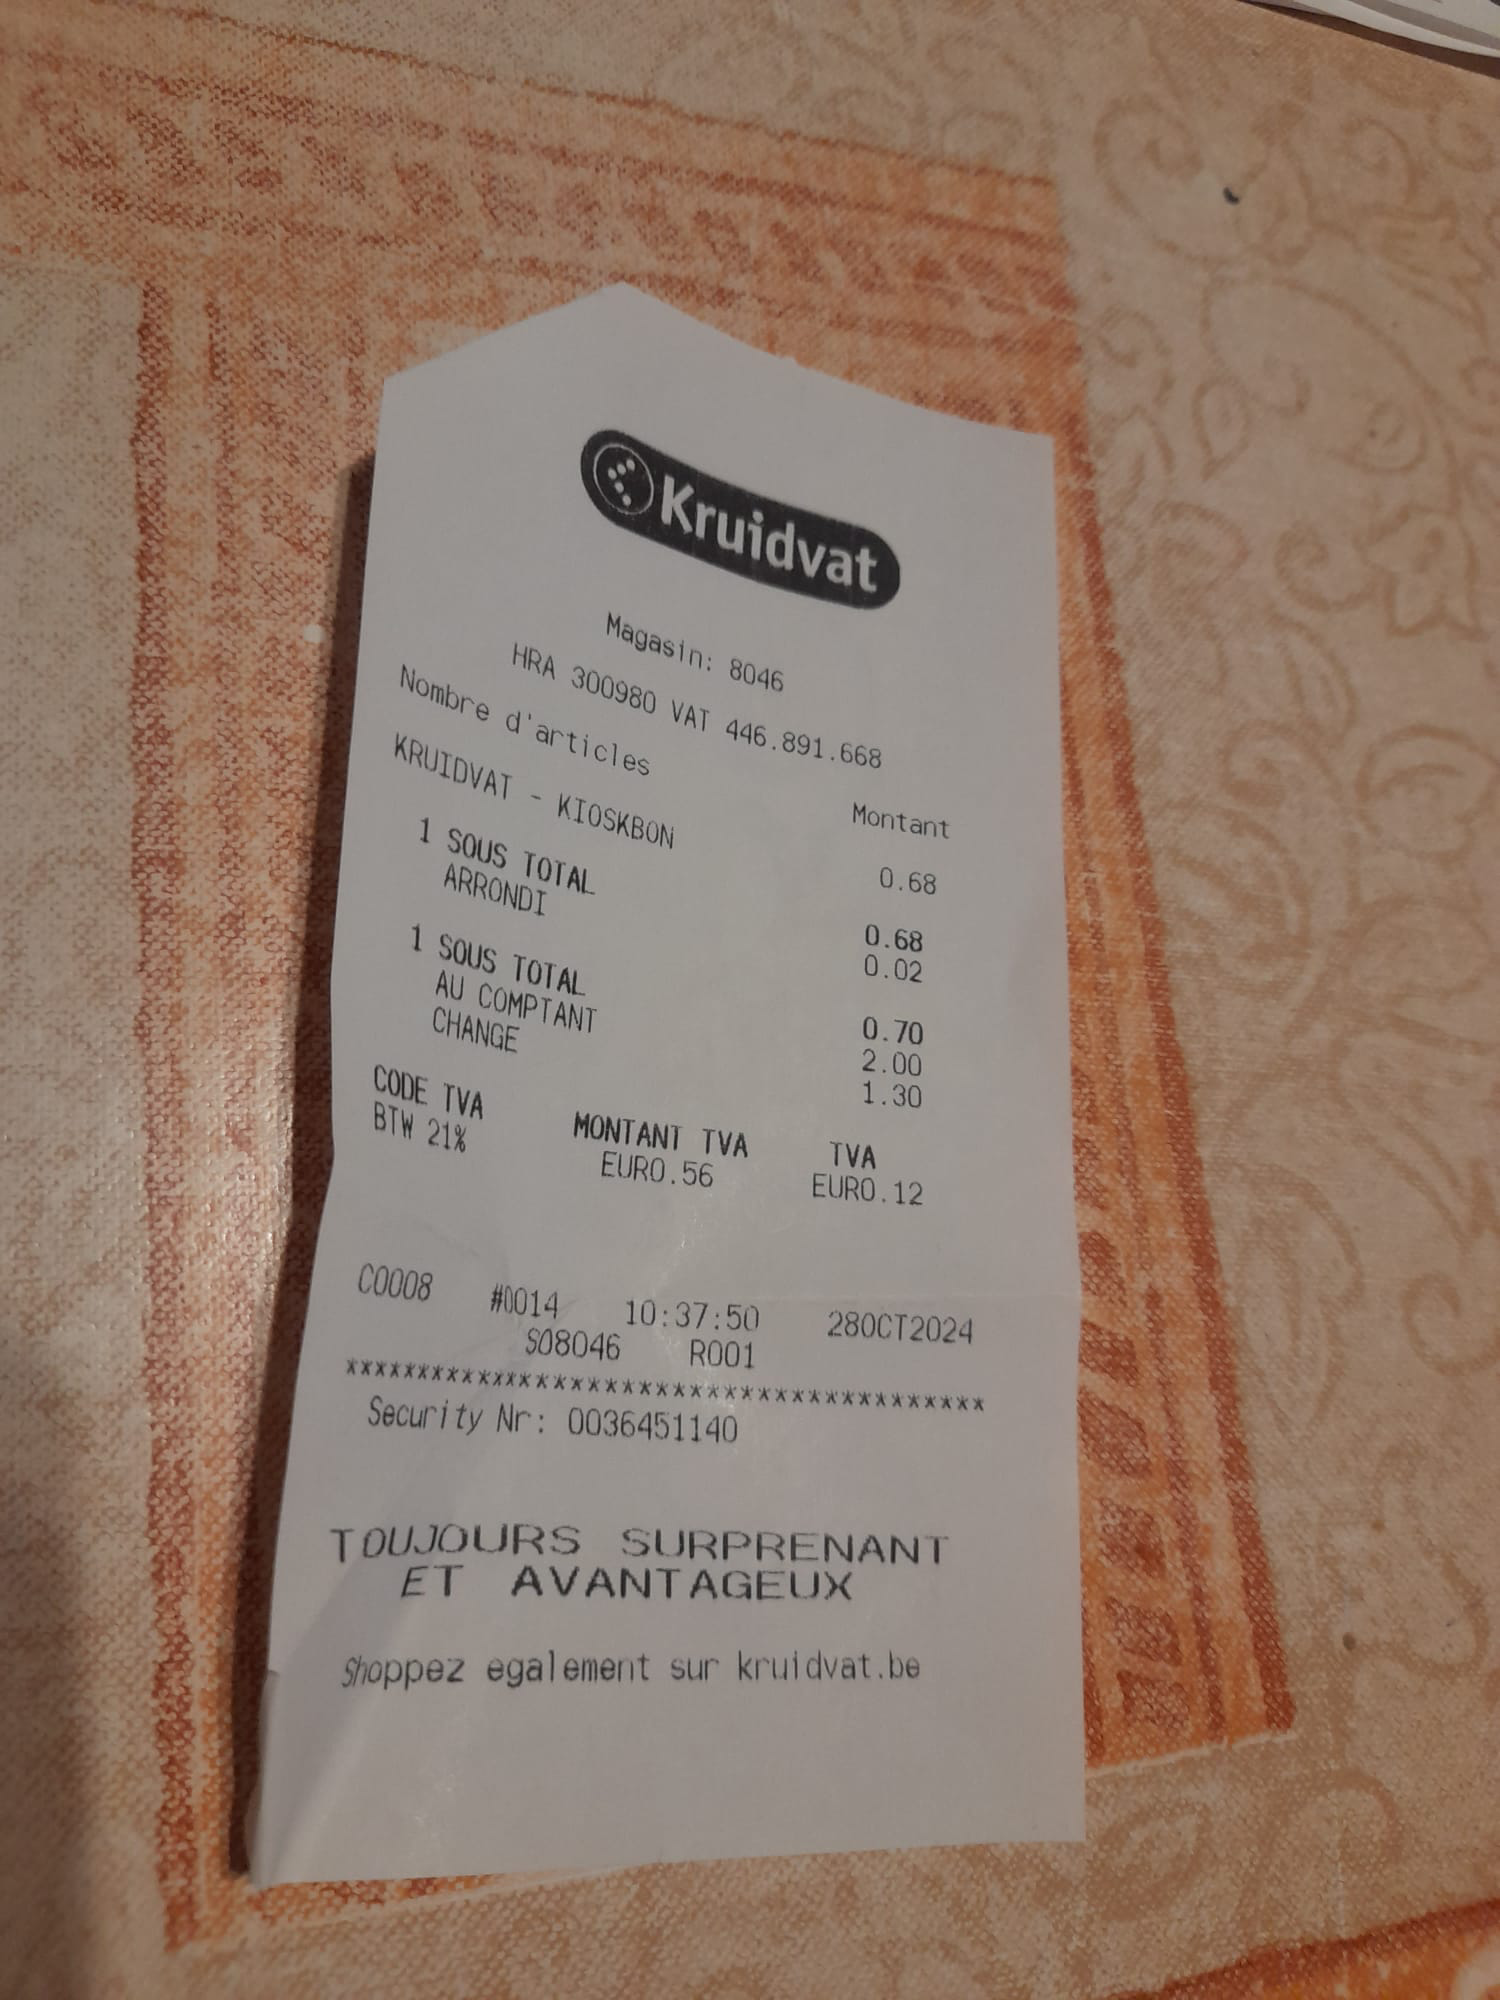 Kruidvat
Magasin: 8046
HRA 300980 VAT 446.891.668
Nombre d'articles Montant
KRUIDVAT - KIOSKBON 0.68
1 SOUS TOTAL 0.68
ARRONDI 0.02
1 SOUS TOTAL 0.70
AU COMPTANT 2.00
CHANGE 1.30
CODE TVA MONTANT TVA TVA
BTW 21% EUR0.56 EUR0.12
C0008 #0014 10:37:50 28OCT2024
S08046 R001
*******************************************
Security Nr: 0036451140
TOUJOURS SURPRENANT
ET AVANTAGEUX
Shoppez egalement sur kruidvat.be